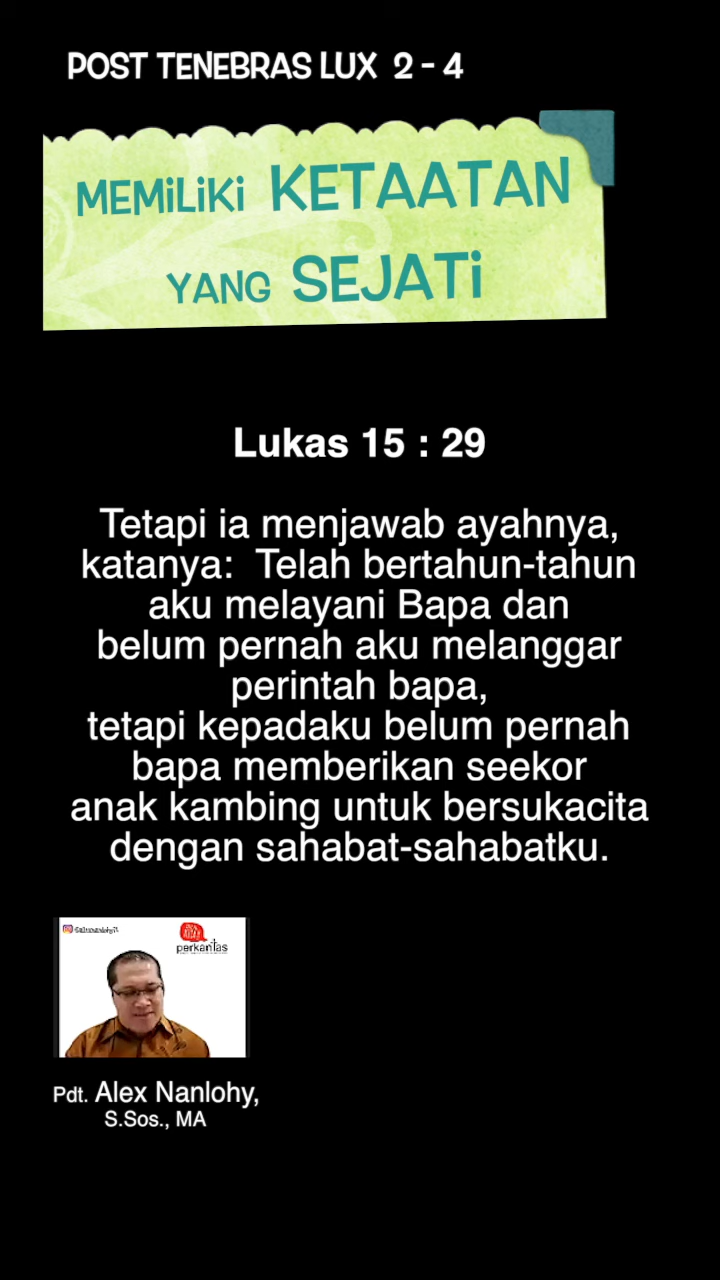 POST TENEBRAS LUX 2 - 4
MEMiLiKi KETAATAN
YANG SEJATi
Lukas 15 : 29
Tetapi ia menjawab ayahnya,
katanya:  Telah bertahun-tahun
aku melayani Bapa dan
belum pernah aku melanggar
perintah bapa,
tetapi kepadaku belum pernah
bapa memberikan seekor
anak kambing untuk bersukacita
dengan sahabat-sahabatku.
perkantas
Pdt. Alex Nanlohy,
S.Sos., MA